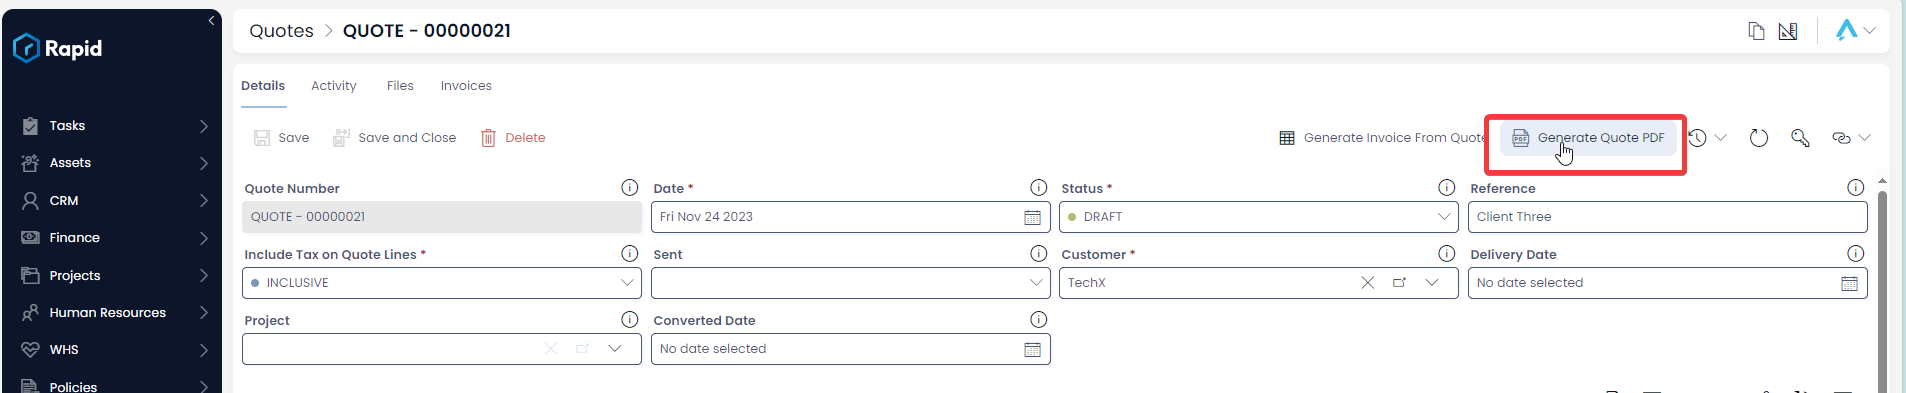 Rapid
Quotes > QUOTE - 00000021
Details Activity Files Invoices
Save Save and Close Delete Generate Invoice From Quote Generate Quote PDF
Tasks
Assets
CRM
Finance
Projects
Human Resources
WHS
Policies
Quote Number Date * Status * Reference
QUOTE - 00000021 Fri Nov 24 2023 DRAFT Client Three
Include Tax on Quote Lines * Sent Customer * Delivery Date
INCLUSIVE TechX No date selected
Project Converted Date
No date selected